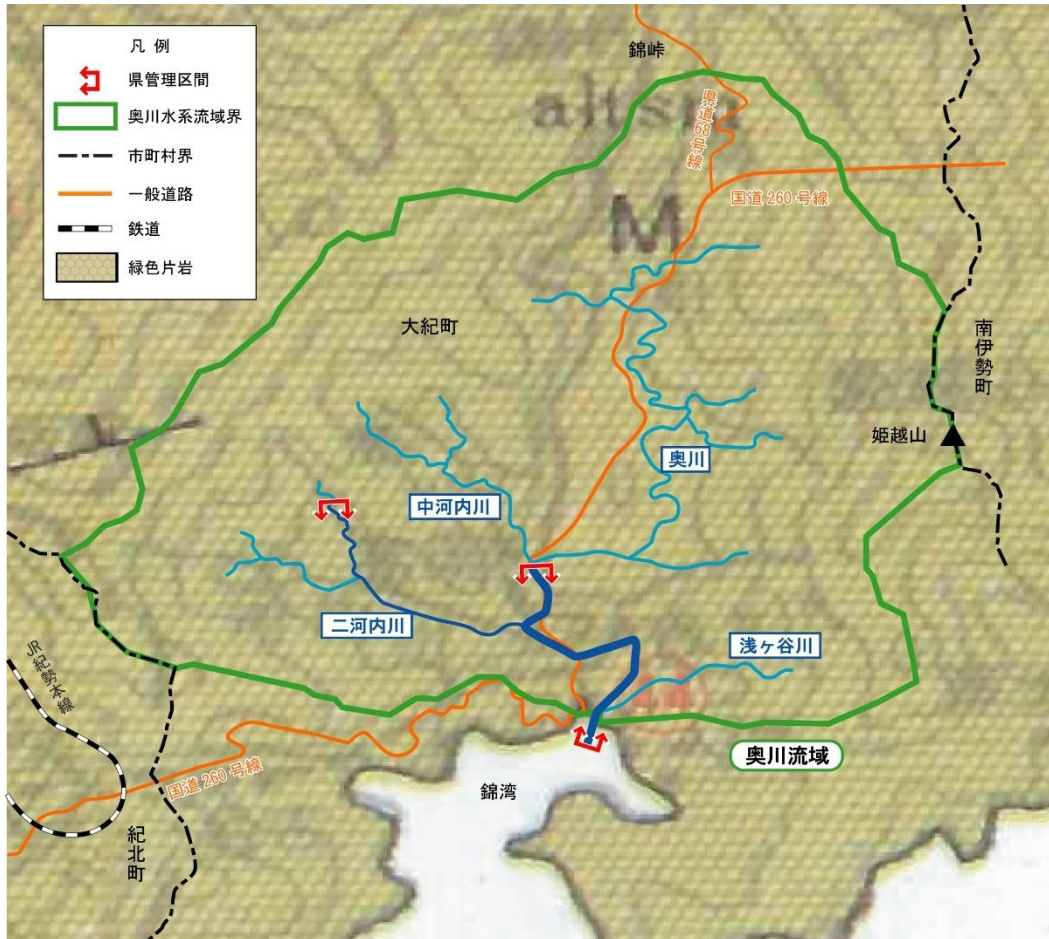 凡 例
県管理区間
奥川水系流域界
市町村界
一般道路
鉄道
緑色片岩
錦峠
県道68号線
国道260号線
M
大紀町
南伊勢町
姫越山
奥川
中河内川
二河内川
浅ヶ谷川
JR紀勢本線
奥川流域
国道260号線
錦湾
紀北町